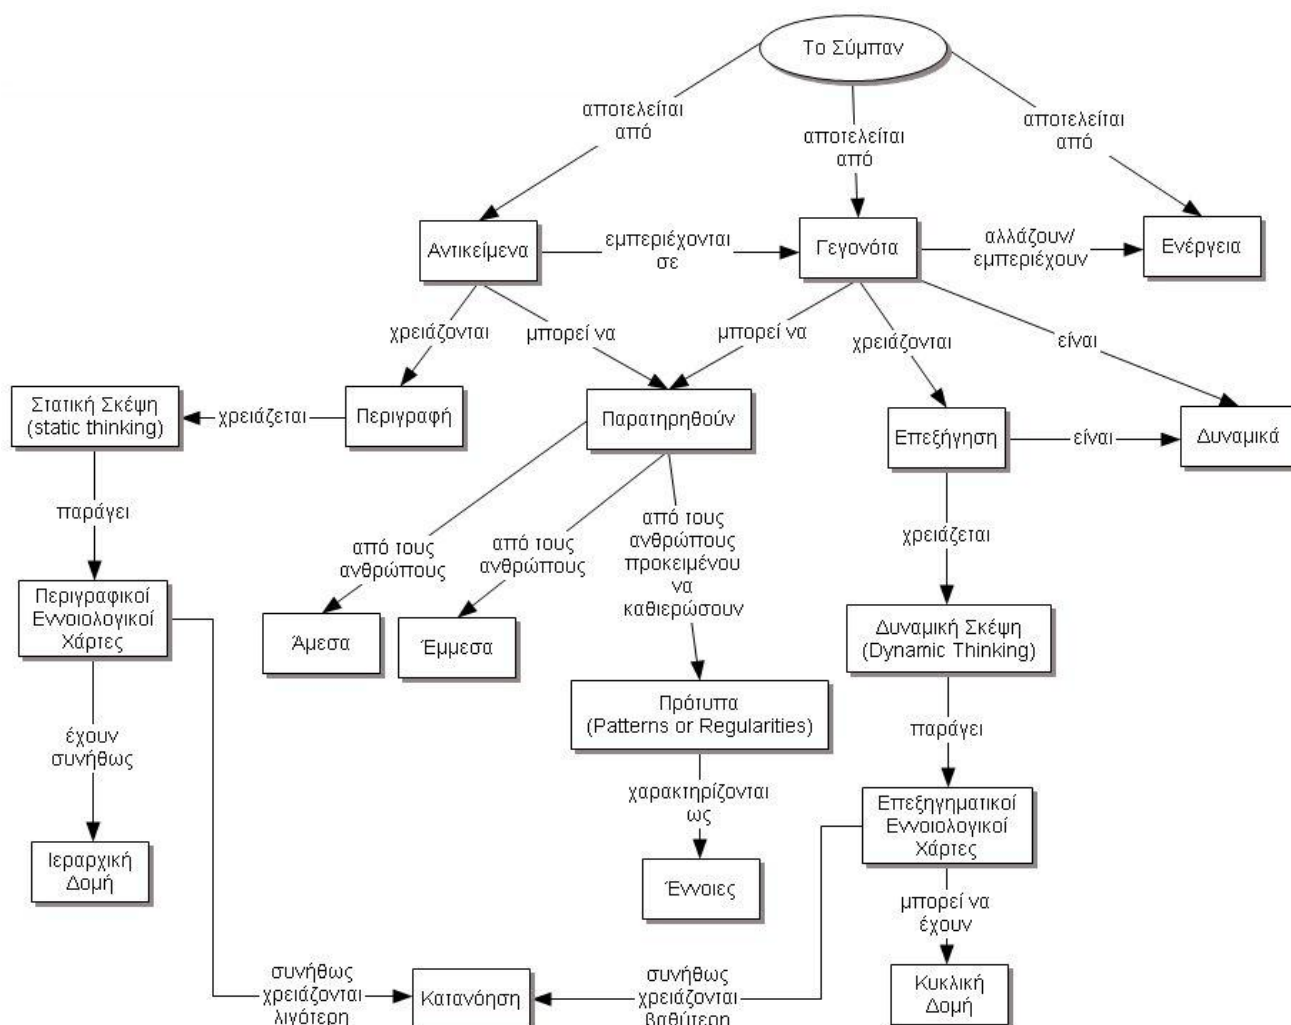 Το Σύμπαν
αποτελείται
από
αποτελείται
από
αποτελείται
από
Αντικείμενα
εμπεριέχονται
σε
Γεγονότα
αλλάζουν/
εμπεριέχουν
Ενέργεια
χρειάζονται
μπορεί να
μπορεί να
χρειάζονται
είναι
Στατική Σκέψη
(static thinking)
χρειάζεται
Περιγραφή
Παρατηρηθούν
Επεξήγηση
είναι
Δυναμικά
παράγει
από τους
ανθρώπους
από τους
ανθρώπους
από τους
ανθρώπους
προκειμένου
να
καθιερώσουν
χρειάζεται
Περιγραφικοί
Εννοιολογικοί
Χάρτες
Άμεσα
Έμμεσα
Δυναμική Σκέψη
(Dynamic Thinking)
Πρότυπα
(Patterns or Regularities)
έχουν
συνήθως
παράγει
χαρακτηρίζονται
ως
Επεξηγηματικοί
Εννοιολογικοί
Χάρτες
Ιεραρχική
Δομή
Έννοιες
μπορεί να
έχουν
συνήθως
χρειάζονται
λιγότερη
Κατανόηση
συνήθως
χρειάζονται
βαθύτερη
Κυκλική
Δομή